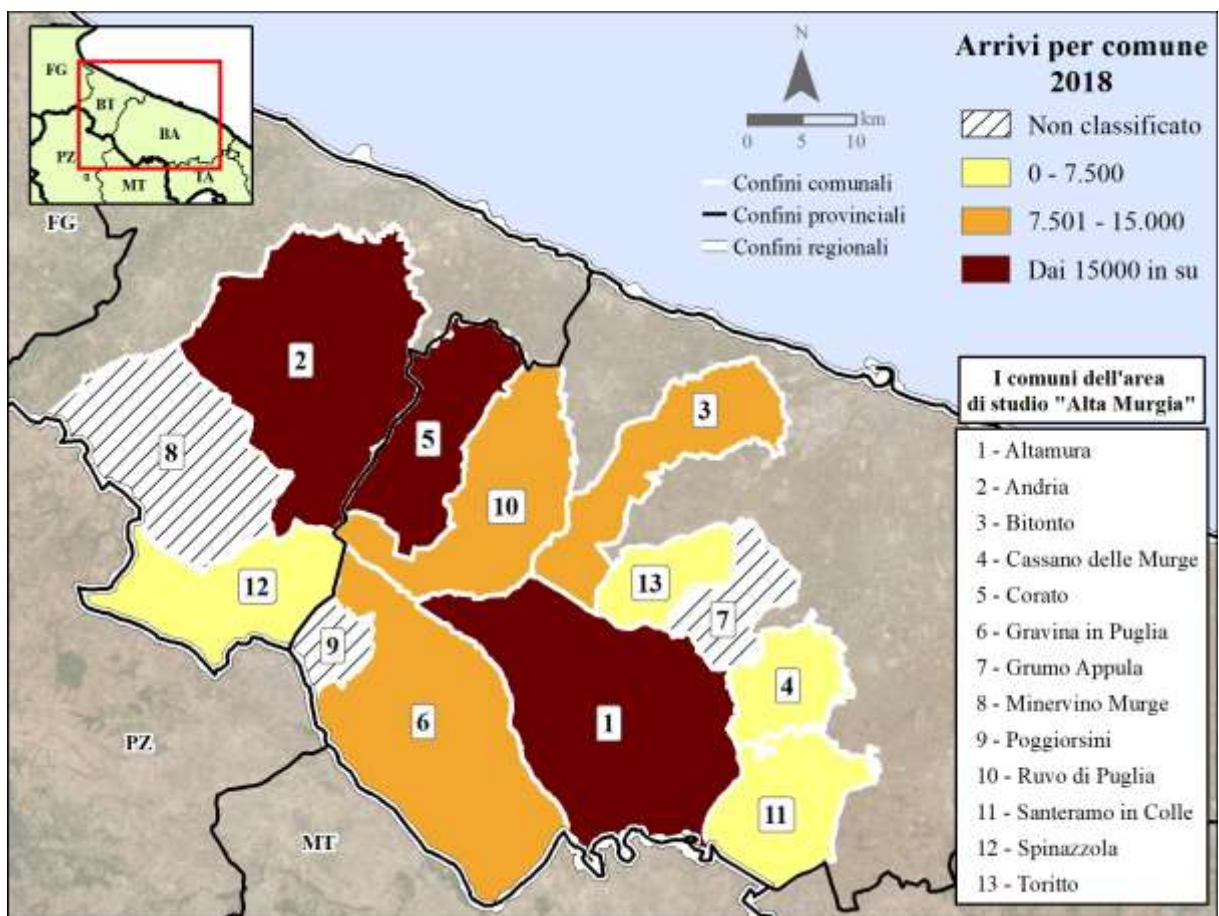 FG
BT
BA
PZ
MT
TA
N
km
0 5 10
Confini comunali
Confini provinciali
Confini regionali
Arrivi per comune
2018
Non classificato
0 - 7.500
7.501 - 15.000
Dai 15000 in su
FG
2
3
5
8
10
12
13
7
9
4
6
1
11
PZ
MT
I comuni dell'area
di studio "Alta Murgia"
1 - Altamura
2 - Andria
3 - Bitonto
4 - Cassano delle Murge
5 - Corato
6 - Gravina in Puglia
7 - Grumo Appula
8 - Minervino Murge
9 - Poggiorsini
10 - Ruvo di Puglia
11 - Santeramo in Colle
12 - Spinazzola
13 - Toritto